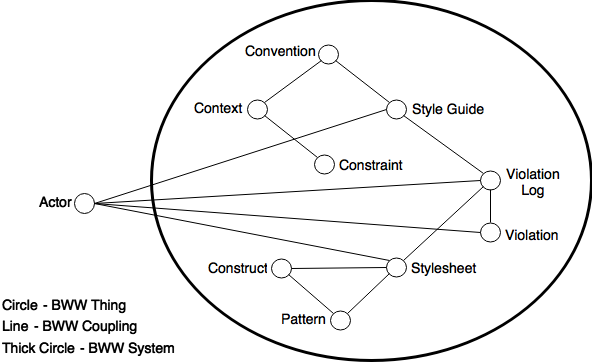 Convention
Context
Style Guide
Constraint
Violation
Log
Actor
Violation
Construct
Stylesheet
Pattern
Circle - BWW Thing
Line - BWW Coupling
Thick Circle - BWW System